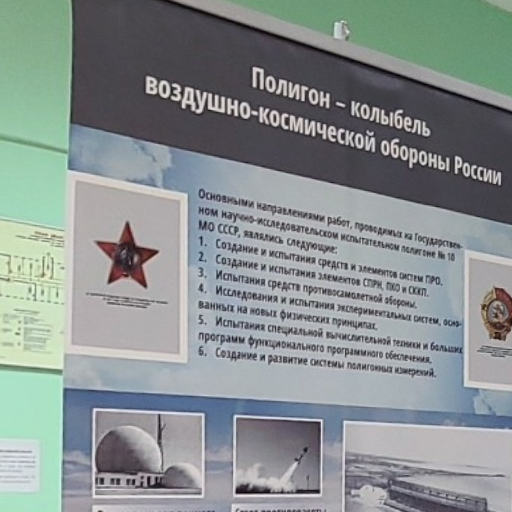 Полигон – колыбель
воздушно-космической обороны России
Основными направлениями работ, проводимых на Государствен-
ном научно-исследовательском испытательном полигоне № 10
МО СССР, являлись следующие:
1. Создание и испытания средств и элементов систем ПРО.
2. Создание и испытания элементов СПРН, ПКО и СККП.
3. Испытания средств противосамолетной обороны.
4. Исследования и испытания экспериментальных систем, осно-
ванных на новых физических принципах.
5. Испытания специальной вычислительной техники и больших
программ функционального программного обеспечения.
6. Создание и развитие системы полигонных измерений.